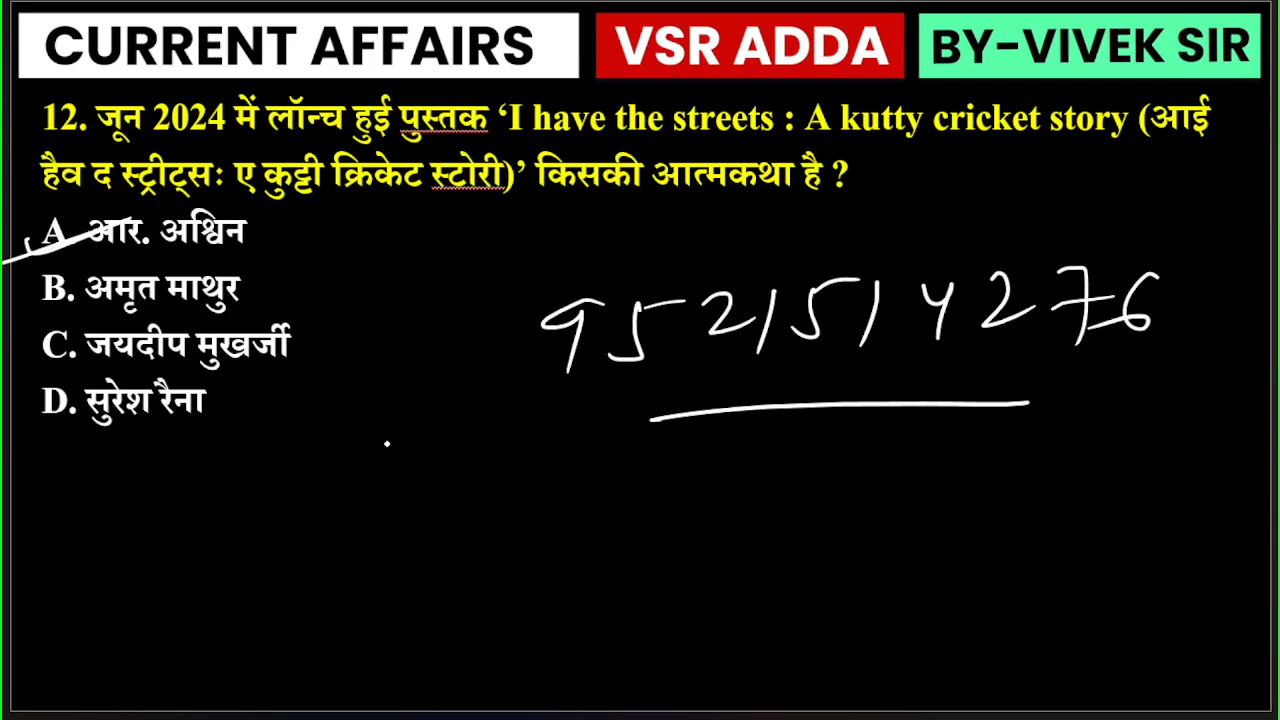 CURRENT AFFAIRS VSR ADDA BY-VIVEK SIR
12. जून 2024 में लॉन्च हुई पुस्तक ‘I have the streets : A kutty cricket story (आई
हैव द स्ट्रीट्सः ए कुट्टी क्रिकेट स्टोरी)’ किसकी आत्मकथा है ?
A. आर. अश्विन
B. अमृत माथुर
C. जयदीप मुखर्जी
D. सुरेश रैना
9521514276